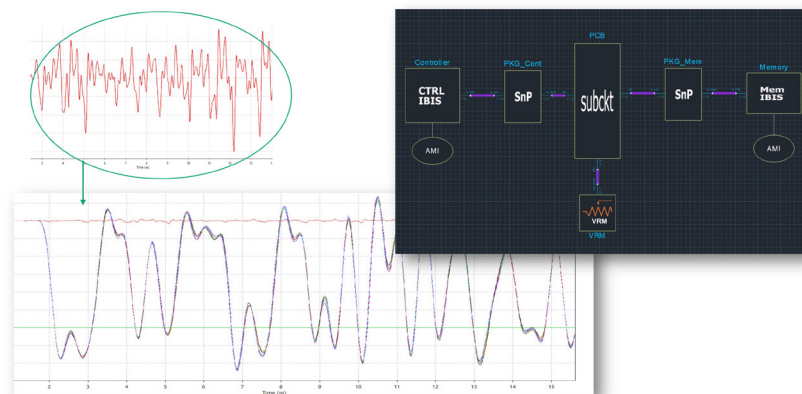 PCB
Controller
PKG_Cont
PKG_Mem
Memory
CTRL
IBIS
SnP
subckt
SnP
Mem
IBIS
AMI
AMI
VRM
VRM
Time (ns)
2 3 4 5 6 7 8 9 10 11 12 13 14 15